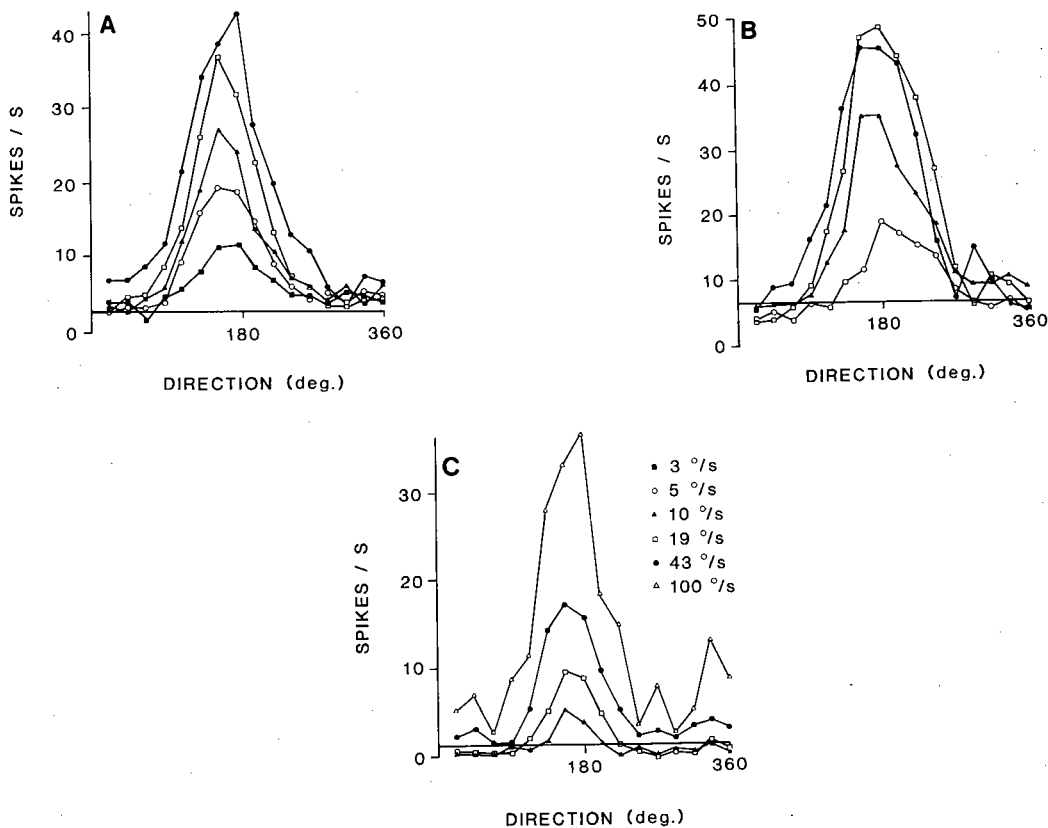 A
SPIKES / S
40
30
20
10
0
180
360
DIRECTION (deg.)
B
SPIKES / S
50
40
30
20
10
0
180
360
DIRECTION (deg.)
C
SPIKES / S
30
20
10
0
180
360
DIRECTION (deg.)
3 °/s
5 °/s
10 °/s
19 °/s
43 °/s
100 °/s